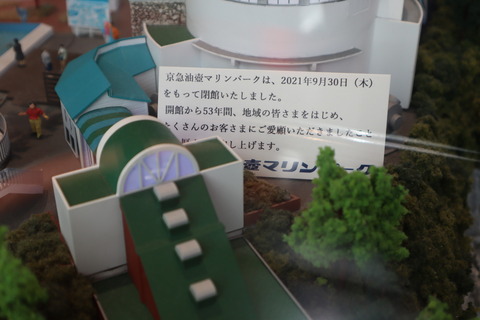 京急油壺マリンパークは、2021年9月30日（木）
をもって閉館いたしました。
開館から53年間、地域の皆さまをはじめ、
たくさんのお客さまにご愛顧いただきましたこと
し上げます。
壺マリンパーク